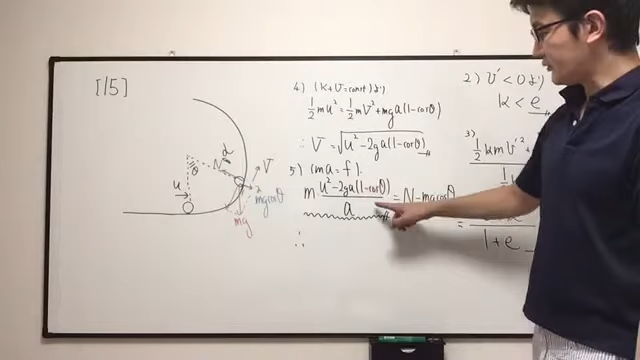 [15]
u
θ
N
V
mg
mgcosθ
4) (K+U=const)より
1/2 mu² = 1/2 mV² + mga(1-cosθ)
∴ V = √(u²-2ga(1-cosθ))
5) (ma=f).
m (u²-2ga(1-cosθ))/a = N - mgcosθ
∴
2) v'<0より
k < e
3)
1/2 kmv'²
=
1+e